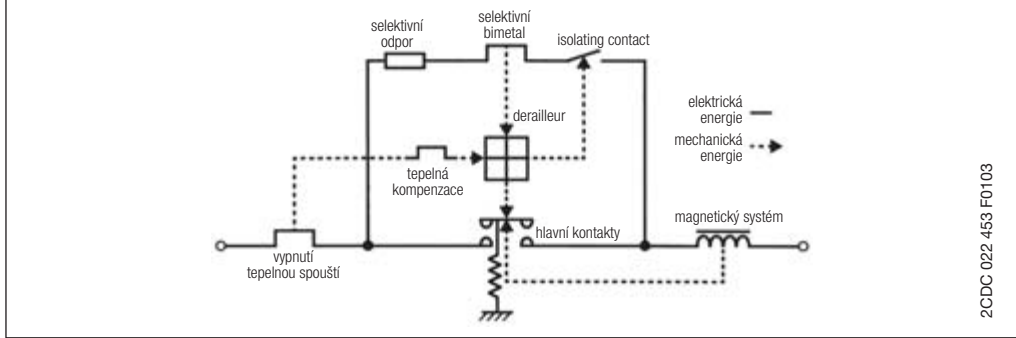 selektivní
odpor
selektivní
bimetal
isolating contact
derailleur
elektrická
energie
mechanická
energie
tepelná
kompenzace
hlavní kontakty
magnetický systém
vypnutí
tepelnou spouští
2CDC 022 453 F0103